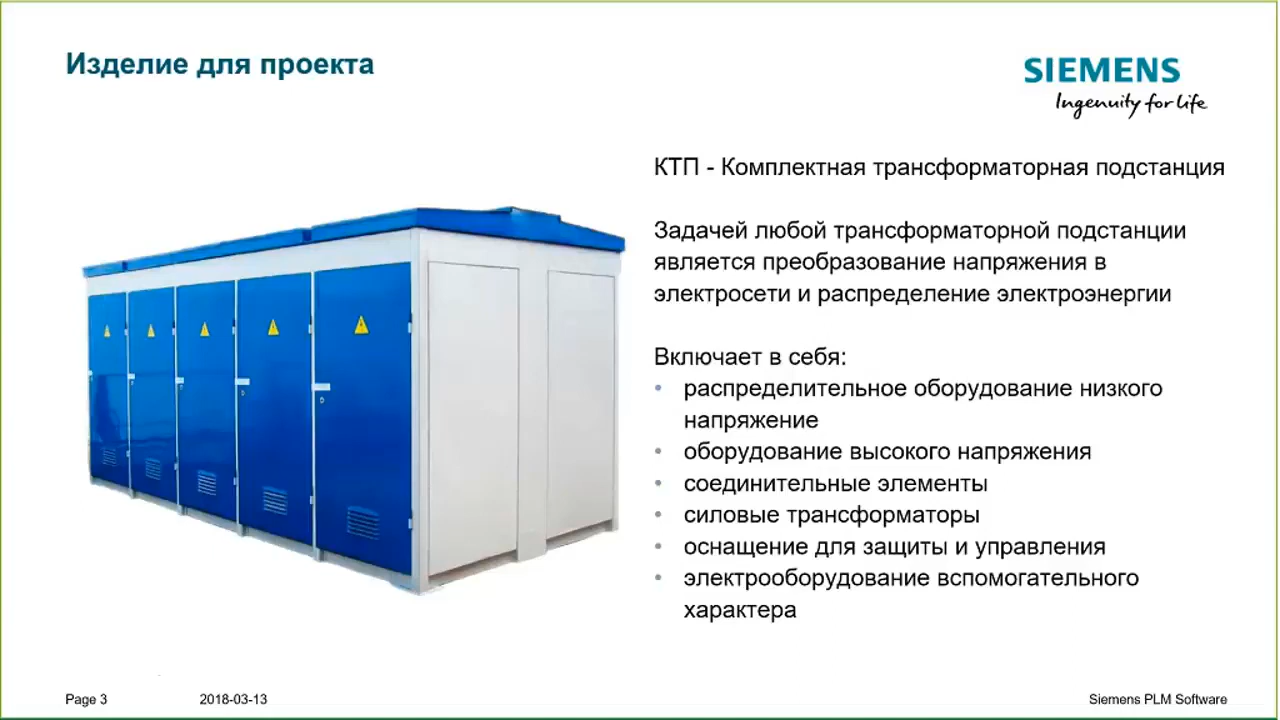 Изделие для проекта
SIEMENS
Ingenuity for life
КТП - Комплектная трансформаторная подстанция
Задачей любой трансформаторной подстанции
является преобразование напряжения в
электросети и распределение электроэнергии
Включает в себя:
• распределительное оборудование низкого
напряжение
• оборудование высокого напряжения
• соединительные элементы
• силовые трансформаторы
• оснащение для защиты и управления
• электрооборудование вспомогательного
характера
Page 3
2018-03-13
Siemens PLM Software